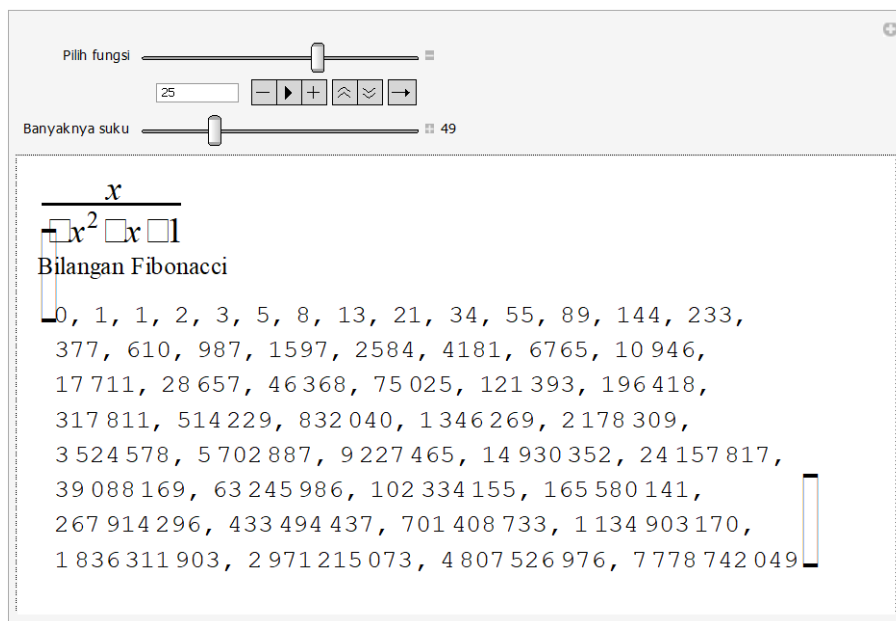 Pilih fungsi
25
Banyaknya suku 49
x
□x² □x □1
Bilangan Fibonacci
0, 1, 1, 2, 3, 5, 8, 13, 21, 34, 55, 89, 144, 233,
377, 610, 987, 1597, 2584, 4181, 6765, 10 946,
17 711, 28 657, 46 368, 75 025, 121 393, 196 418,
317 811, 514 229, 832 040, 1 346 269, 2 178 309,
3 524 578, 5 702 887, 9 227 465, 14 930 352, 24 157 817,
39 088 169, 63 245 986, 102 334 155, 165 580 141,
267 914 296, 433 494 437, 701 408 733, 1 134 903 170,
1 836 311 903, 2 971 215 073, 4 807 526 976, 7 778 742 049